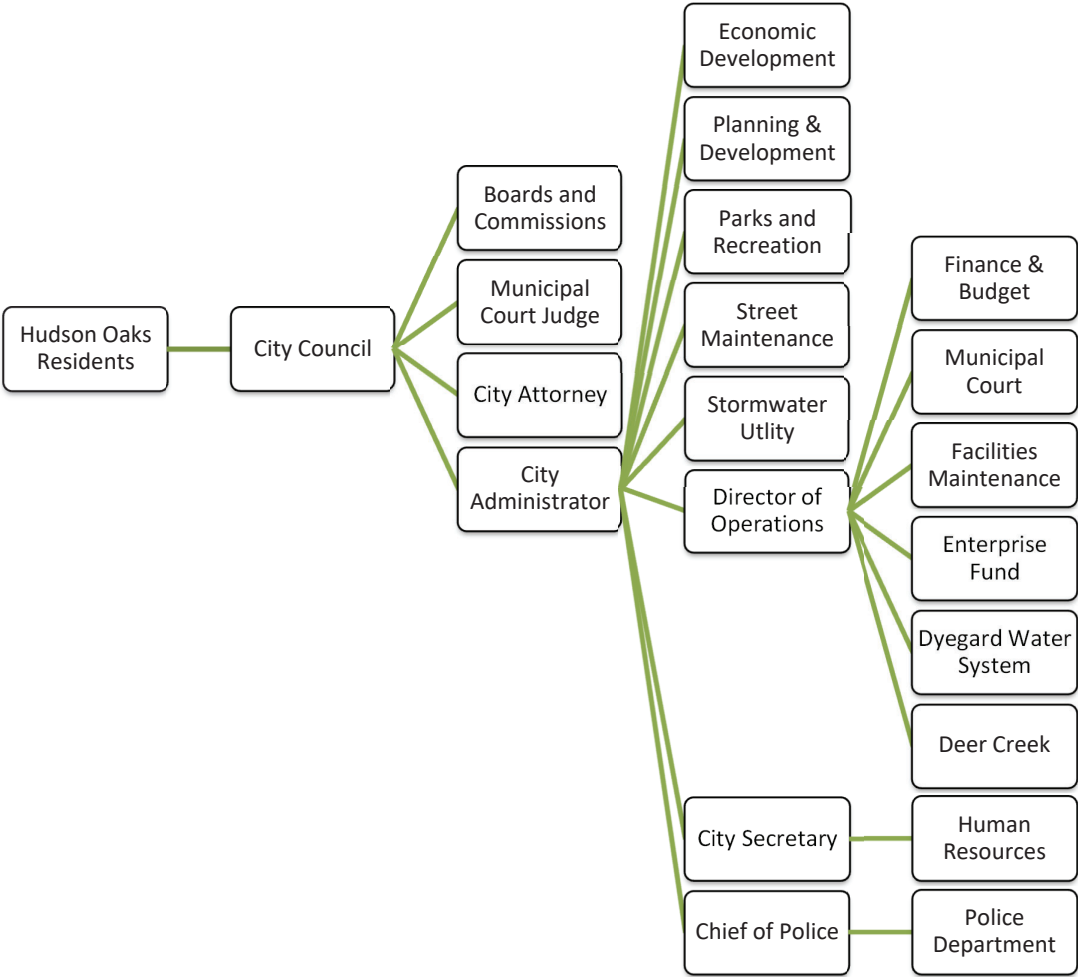 Hudson Oaks
Residents
City Council
Boards and
Commissions
Municipal
Court Judge
City Attorney
City
Administrator
Economic
Development
Planning &
Development
Parks and
Recreation
Street
Maintenance
Stormwater
Utlity
Director of
Operations
Finance &
Budget
Municipal
Court
Facilities
Maintenance
Enterprise
Fund
Dyegard Water
System
Deer Creek
City Secretary
Human
Resources
Chief of Police
Police
Department